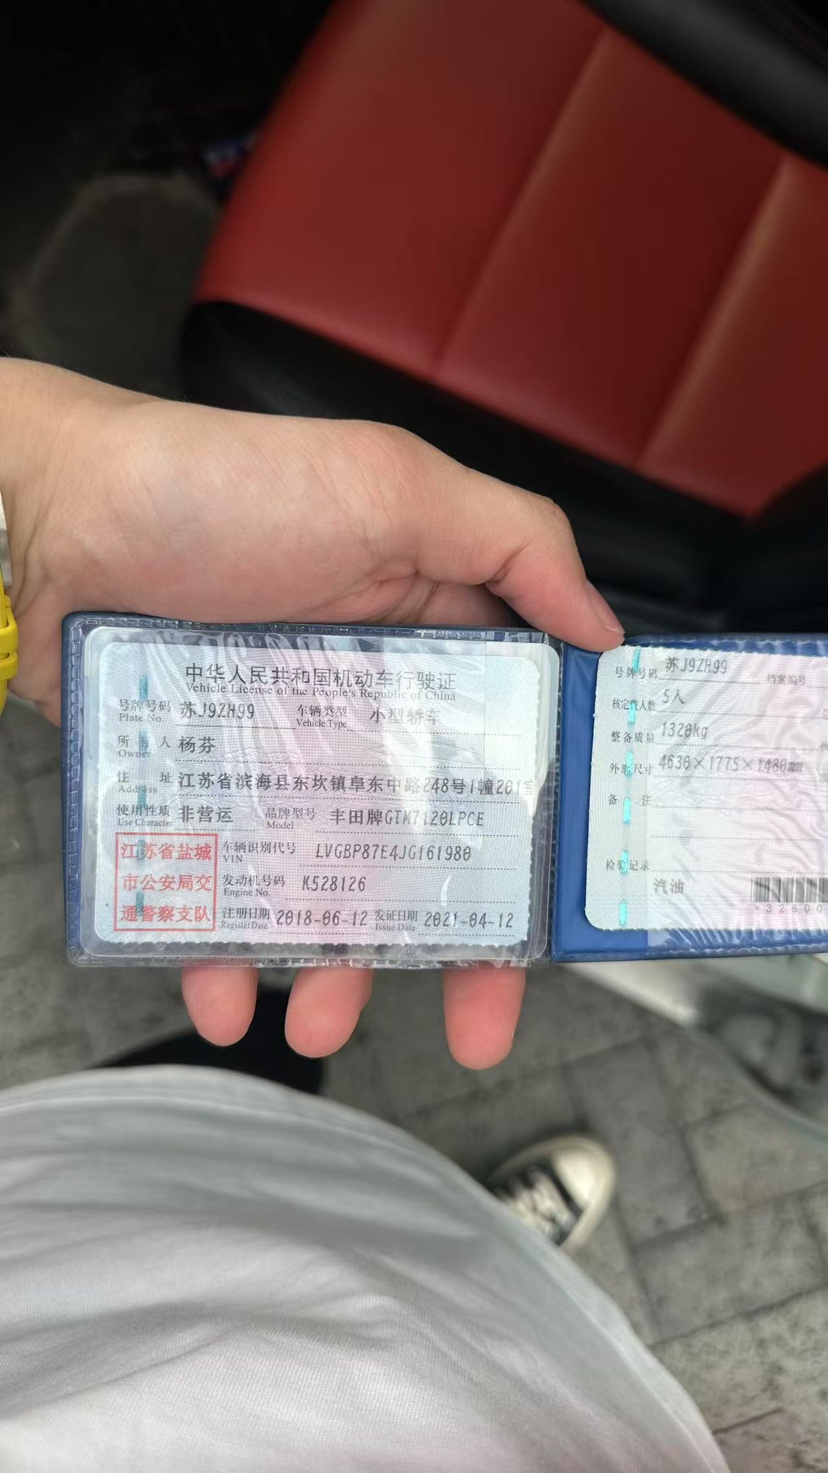 中华人民共和国机动车行驶证
Vehicle License of the People's Republic of China
号牌号码 苏J9ZH99 车辆类型 小型轿车
Plate No. Vehicle Type
所有人 杨芬
Owner
住址 江苏省滨海县东坎镇阜东中路248号1幢201室
Address
使用性质 非营运 品牌型号 丰田牌GTM7120LPCE
Use Character Model
江苏省盐城
市公安局交
通警察支队
车辆识别代号 LVGBP87E4JG161980
VIN
发动机号码 K528126
Engine No.
注册日期 2018-06-12 发证日期 2021-04-12
Register Date Issue Date
号牌号码 苏J9ZH99 档案编号
核定载人数 5人
整备质量 1320kg
外廓尺寸 4630×1775×1480mm
备注
检验记录
汽油